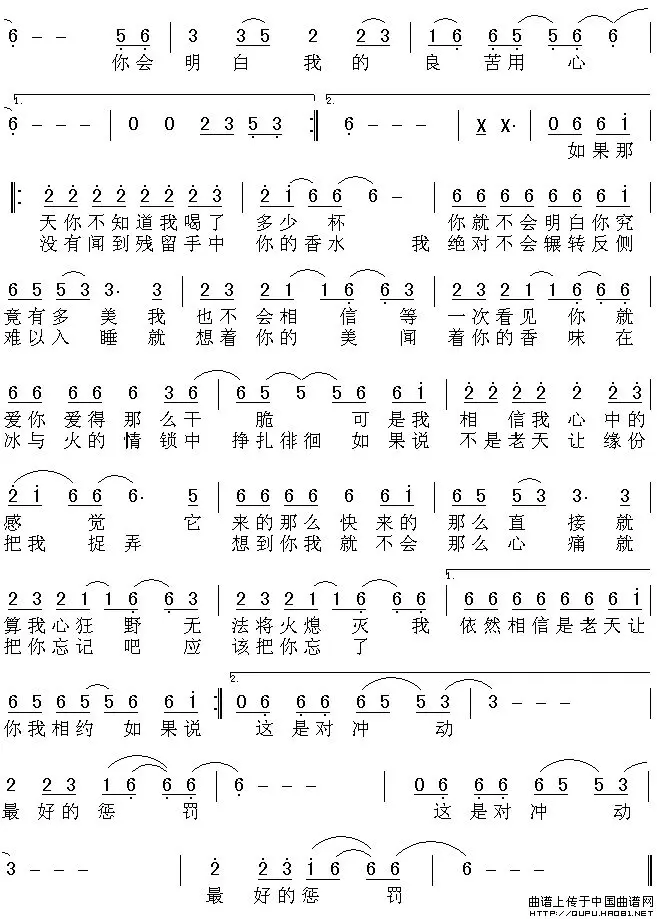 6 - - 5 6 | 3 3 3 5 2 2 3 | 1 6 6 5 5 6 6
你会 明 白 我 的 良 苦 用 心
1. 2.
6 - - - | 0 0 2 3 5 3 :| 6 - - - | X X· | 0 6 6 i
如果那
|: 2 2 2 2 2 2 2 3 | 2 i 6 6 6 - | 6 6 6 6 6 6 6 i
天你不知道我喝了 多少 杯 你就不会明白你究
没有闻到残留手中 你的香水 我 绝对不会辗转反侧
6 5 5 3 3· 3 | 2 3 2 1 1 6 6 3 | 2 3 2 1 1 6 6 6
竟有多 美 我 也不会相 信 等 一次看见 你 就
难以入 睡 就 想着你的 美 闻 着你的香 味 在
6 6 6 6 6 3 6 | 6 5 5 5 6 6 i | 2 2 2 2 2 3
爱你 爱得 那么干 脆 可是我 相信我心中的
冰与火的情锁中 挣扎徘徊 如果说 不是老天让缘份
2 i 6 6 6· 5 | 6 6 6 6 6 6 i | 6 5 5 3 3· 3
感 觉 它 来的那么快来的 那么直 接就
把我 捉弄 想到你我就不会 那么心 痛就
1.
2 3 2 1 1 6 6 3 | 2 3 2 1 1 6 6 6 | 6 6 6 6 6 6 6 i
算我心狂 野 无 法将火熄 灭 我 依然相信是老天让
把你忘记 吧 应 该把你忘 了
2.
6 5 6 5 5 6 6 i :| 0 6 6 6 6 5 5 3 | 3 - - -
你我相约 如果说 这 是对 冲 动
2 2 3 1 6 6 6 | 6 - - - | 0 6 6 6 6 5 5 3
最 好的惩 罚 这 是对 冲 动
3 - - - | 2 2 3 1 6 6 6 | 6 - - -
最 好的惩 罚
曲谱上传于中国曲谱网
HTTP://QUPU.HAO81.NET